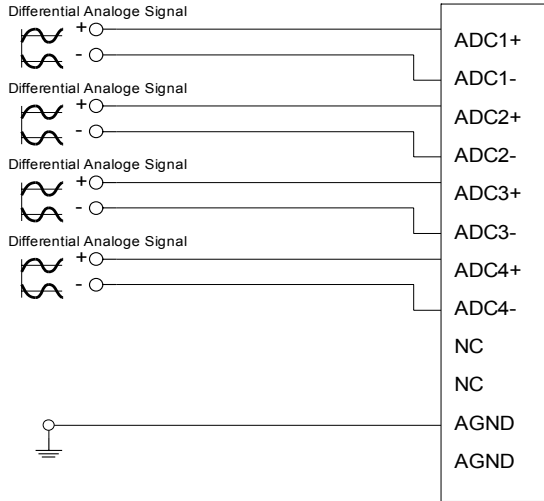 Differential Analoge Signal
+
ADC1+
-
ADC1-
Differential Analoge Signal
+
ADC2+
-
ADC2-
Differential Analoge Signal
+
ADC3+
-
ADC3-
Differential Analoge Signal
+
ADC4+
-
ADC4-
NC
NC
AGND
AGND